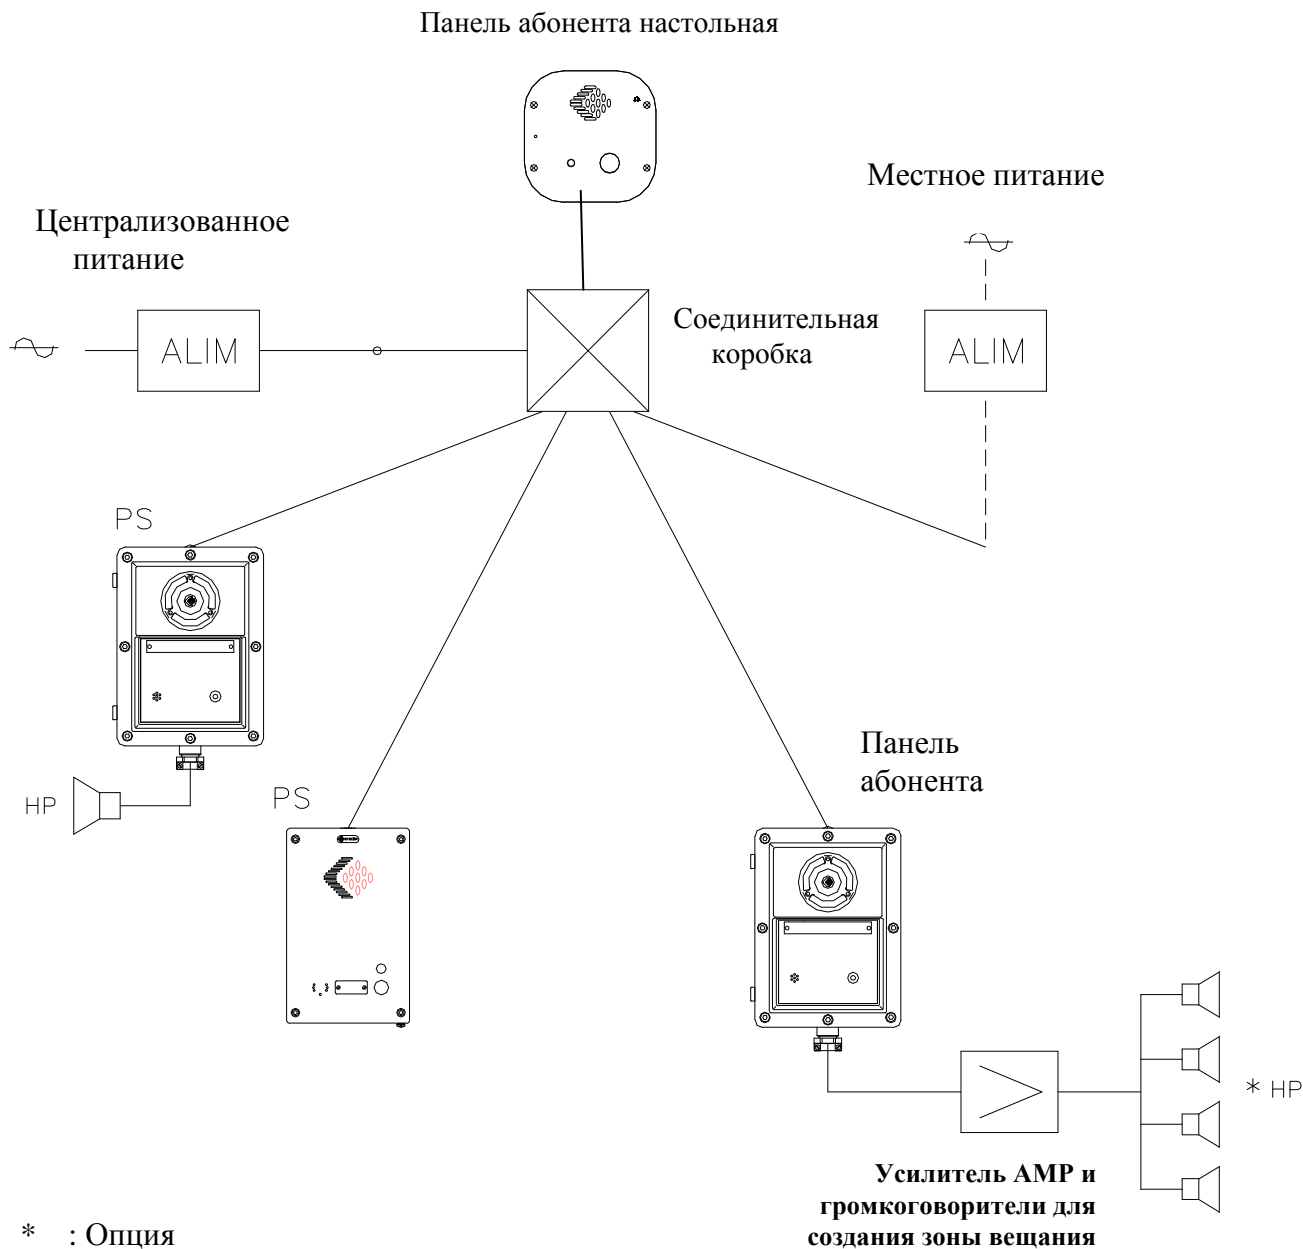 Панель абонента настольная
Местное питание
Централизованное
питание
Соединительная
коробка
ALIM
ALIM
PS
Панель
абонента
PS
HP
* HP
Усилитель АМР и
громкоговорители для
создания зоны вещания
* : Опция